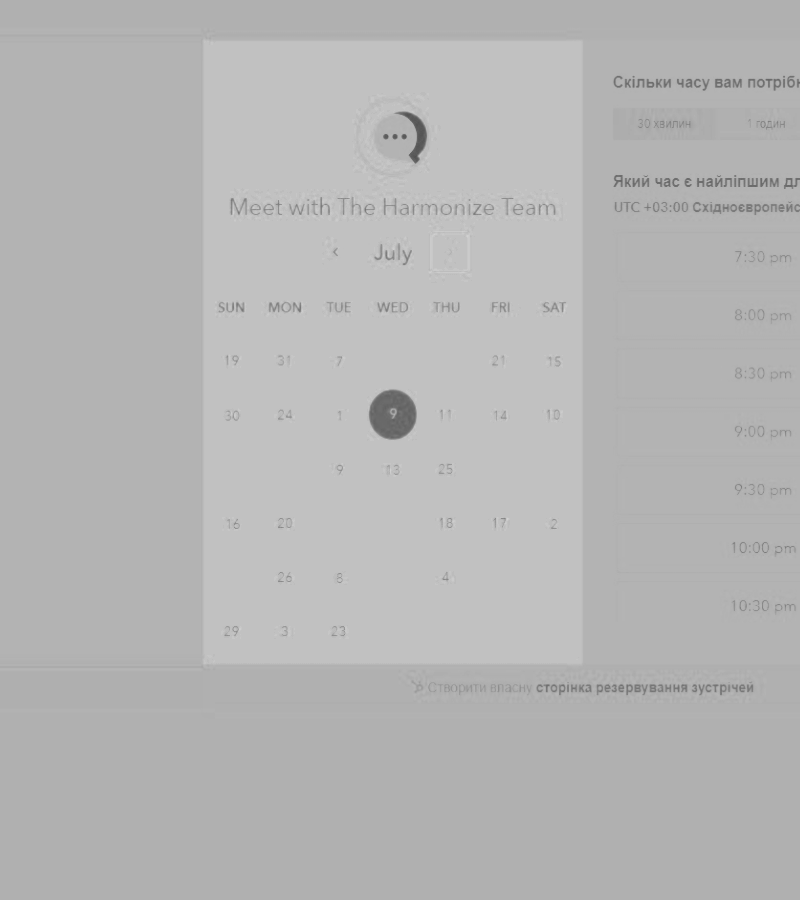 Meet with The Harmonize Team
July
SUN MON TUE WED THU FRI SAT
19 31 7 21 15
30 24 1 9 11 14 10
9 13 25
16 20 18 17 2
26 8 4
29 3 23
Скільки часу вам потрібн
30 хвилин 1 годин
Який час є найліпшим дл
UTC +03:00 Східноєвропейс
7:30 pm
8:00 pm
8:30 pm
9:00 pm
9:30 pm
10:00 pm
10:30 pm
Створити власну сторінка резервування зустрічей